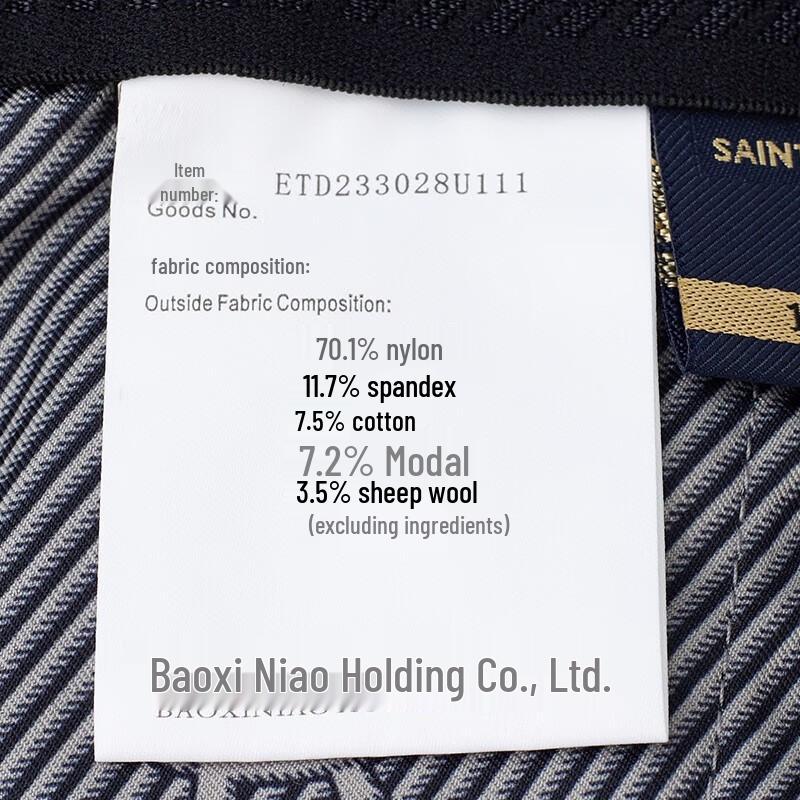 SAINT
Item
number:
Goods No.
ETD233028U111
fabric composition:
Outside Fabric Composition:
70.1% nylon
11.7% spandex
7.5% cotton
7.2% Modal
3.5% sheep wool
(excluding ingredients)
Baoxi Niao Holding Co., Ltd.
BAOXINIAO